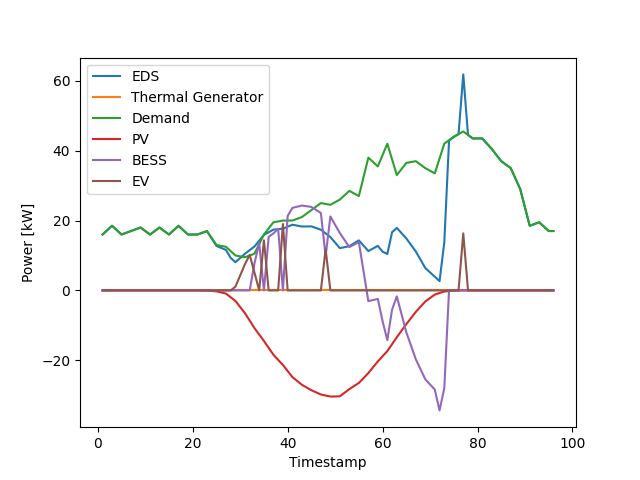 EDS
Thermal Generator
Demand
PV
BESS
EV
Power [kW]
60
40
20
0
−20
0 20 40 60 80 100
Timestamp